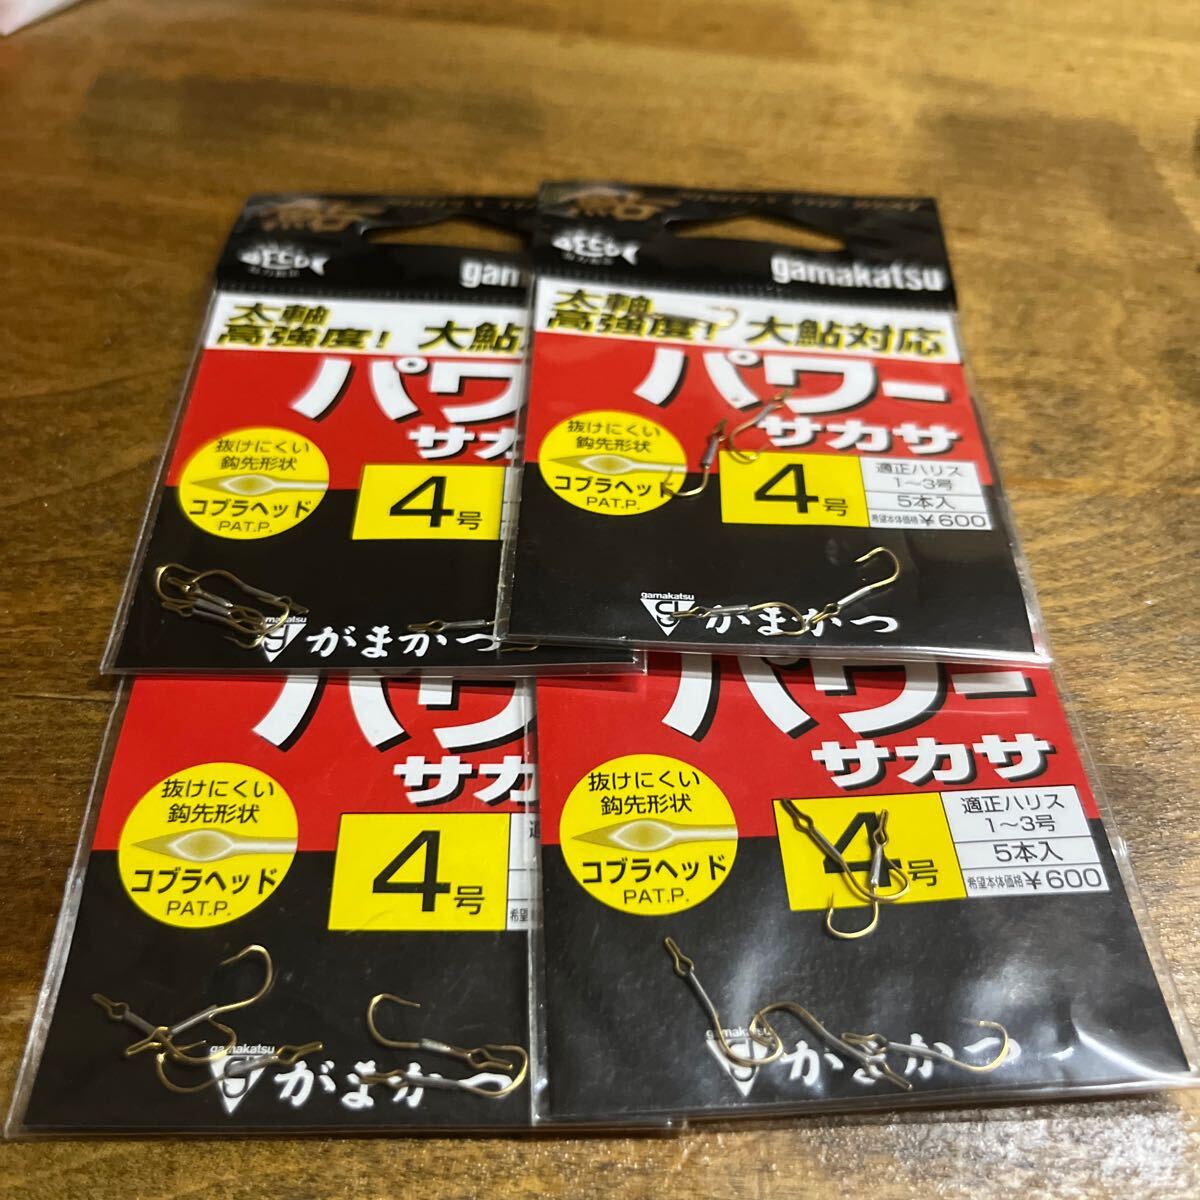 gam
太軸
高強度! 大鮎
パワ
サカ
抜けにくい
鈎先形状
コブラヘッド
PAT.P.
4号
がまかつ
鮎
gamakatsu
太軸
高強度! 大鮎対応
パワー
サカサ
抜けにくい
鈎先形状
コブラヘッド
PAT.P.
4号
適正ハリス
1〜3号
5本入
希望本体価格¥600
gamakatsu
がまかつ
パワ
サカサ
抜けにくい
鈎先形状
コブラヘッド
PAT.P.
4号
gamakatsu
がまかつ
パワー
サカサ
抜けにくい
鈎先形状
コブラヘッド
PAT.P.
4号
適正ハリス
1〜3号
5本入
希望本体価格¥600
がまかつ